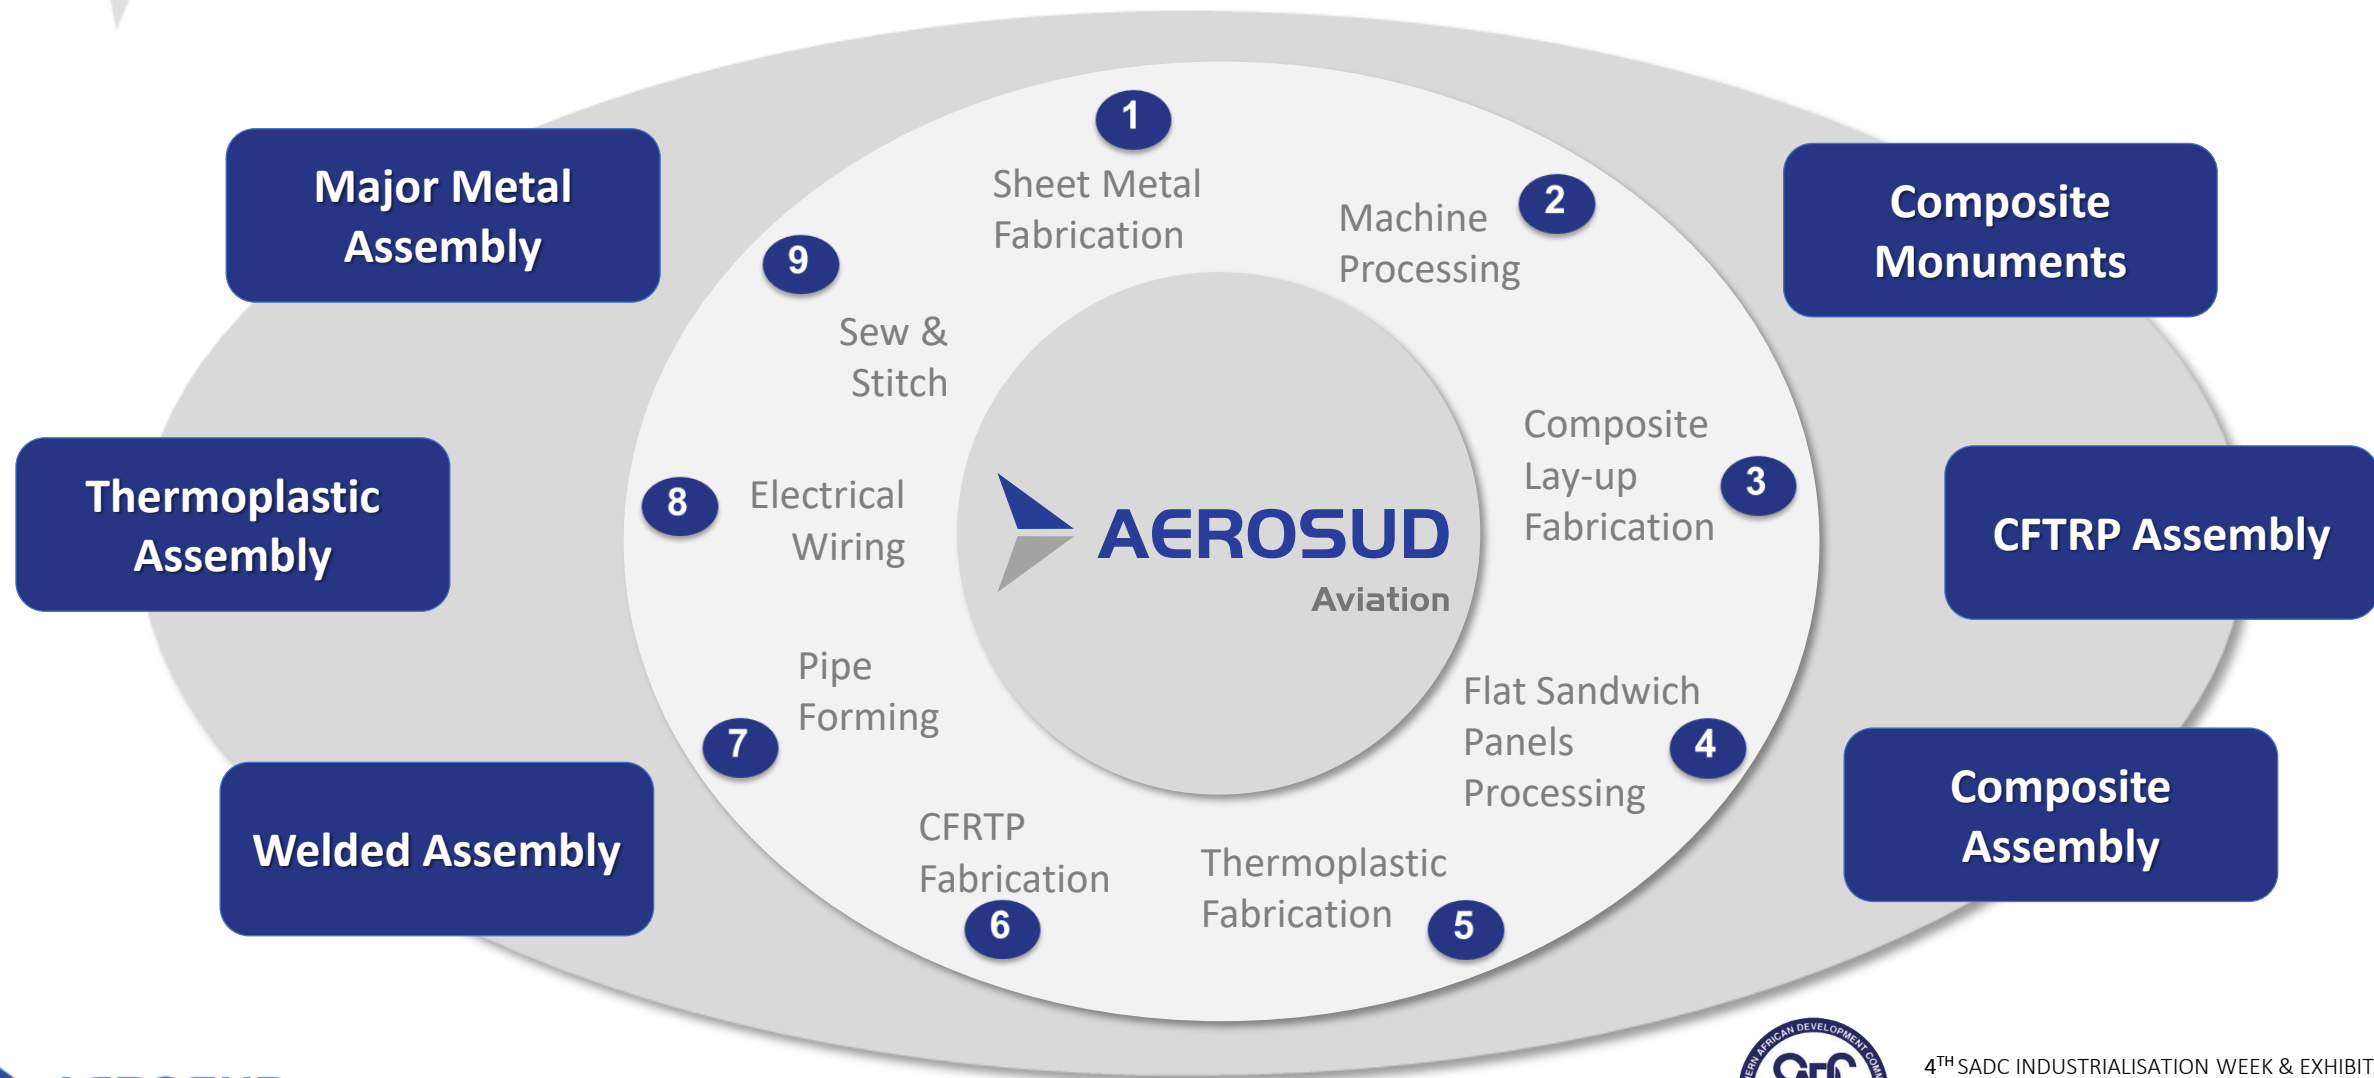 Major Metal
Assembly
Thermoplastic
Assembly
Welded Assembly
1
Sheet Metal
Fabrication
2
Machine
Processing
3
Composite
Lay-up
Fabrication
4
Flat Sandwich
Panels
Processing
5
Thermoplastic
Fabrication
6
CFRTP
Fabrication
7
Pipe
Forming
8
Electrical
Wiring
9
Sew &
Stitch
AEROSUD
Aviation
Composite
Monuments
CFTRP Assembly
Composite
Assembly
AFRICAN DEVELOPMENT
4TH SADC INDUSTRIALISATION WEEK & EXHIBIT